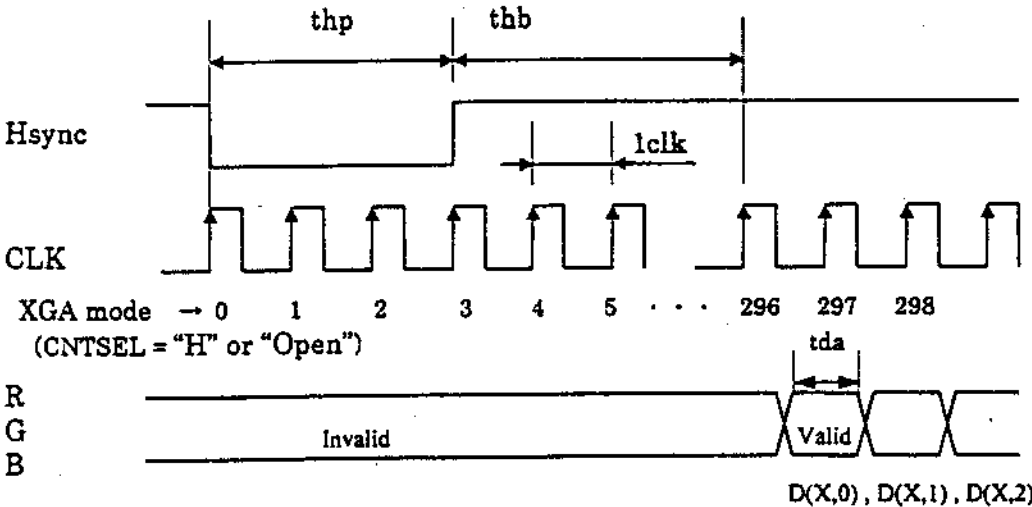 thp thb
Hsync
1clk
CLK
XGA mode → 0 1 2 3 4 5 · · · 296 297 298
(CNTSEL = “H” or “Open”)
tda
R
G
B
Invalid
Valid
D(X,0) , D(X,1) , D(X,2)